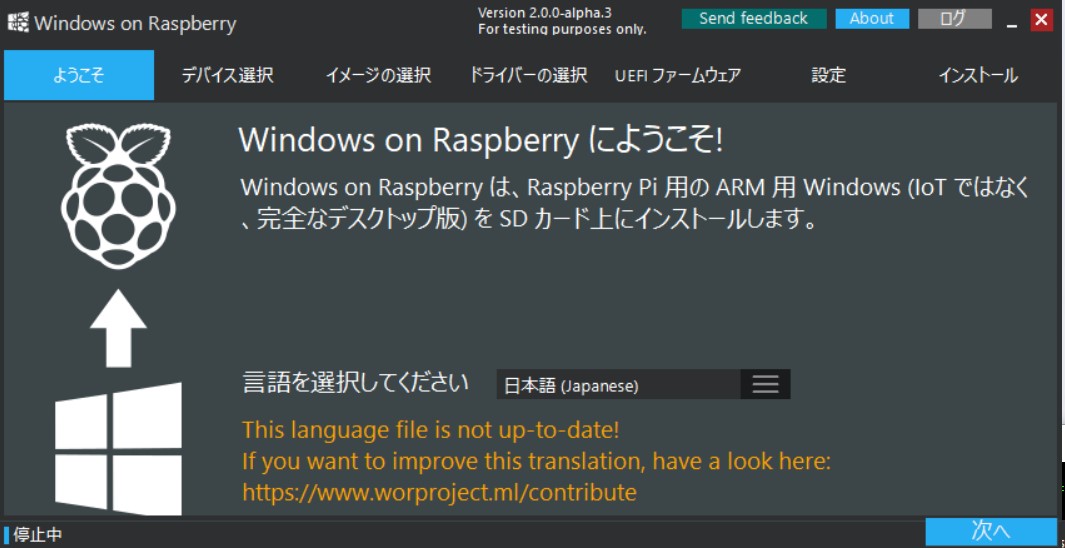 Windows on Raspberry
Version 2.0.0-alpha.3
For testing purposes only.
Send feedback
About
ログ
ようこそ
デバイス選択
イメージの選択
ドライバーの選択
UEFI ファームウェア
設定
インストール
Windows on Raspberry にようこそ!
Windows on Raspberry は、Raspberry Pi 用の ARM 用 Windows (IoT ではなく
、完全なデスクトップ版) を SD カード上にインストールします。
言語を選択してください
日本語 (Japanese)
This language file is not up-to-date!
If you want to improve this translation, have a look here:
https://www.worproject.ml/contribute
停止中
次へ